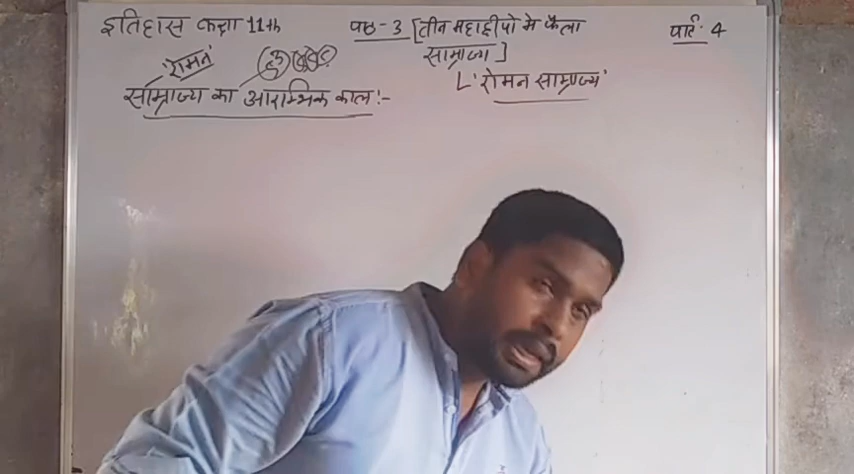 इतिहास कक्षा 11th पाठ-3 [तीन महाद्वीपों में फैला पार्ट-4
साम्राज्य]
'रोमन'
L'रोमन साम्राज्य'
साम्राज्य का आरम्भिक काल :-